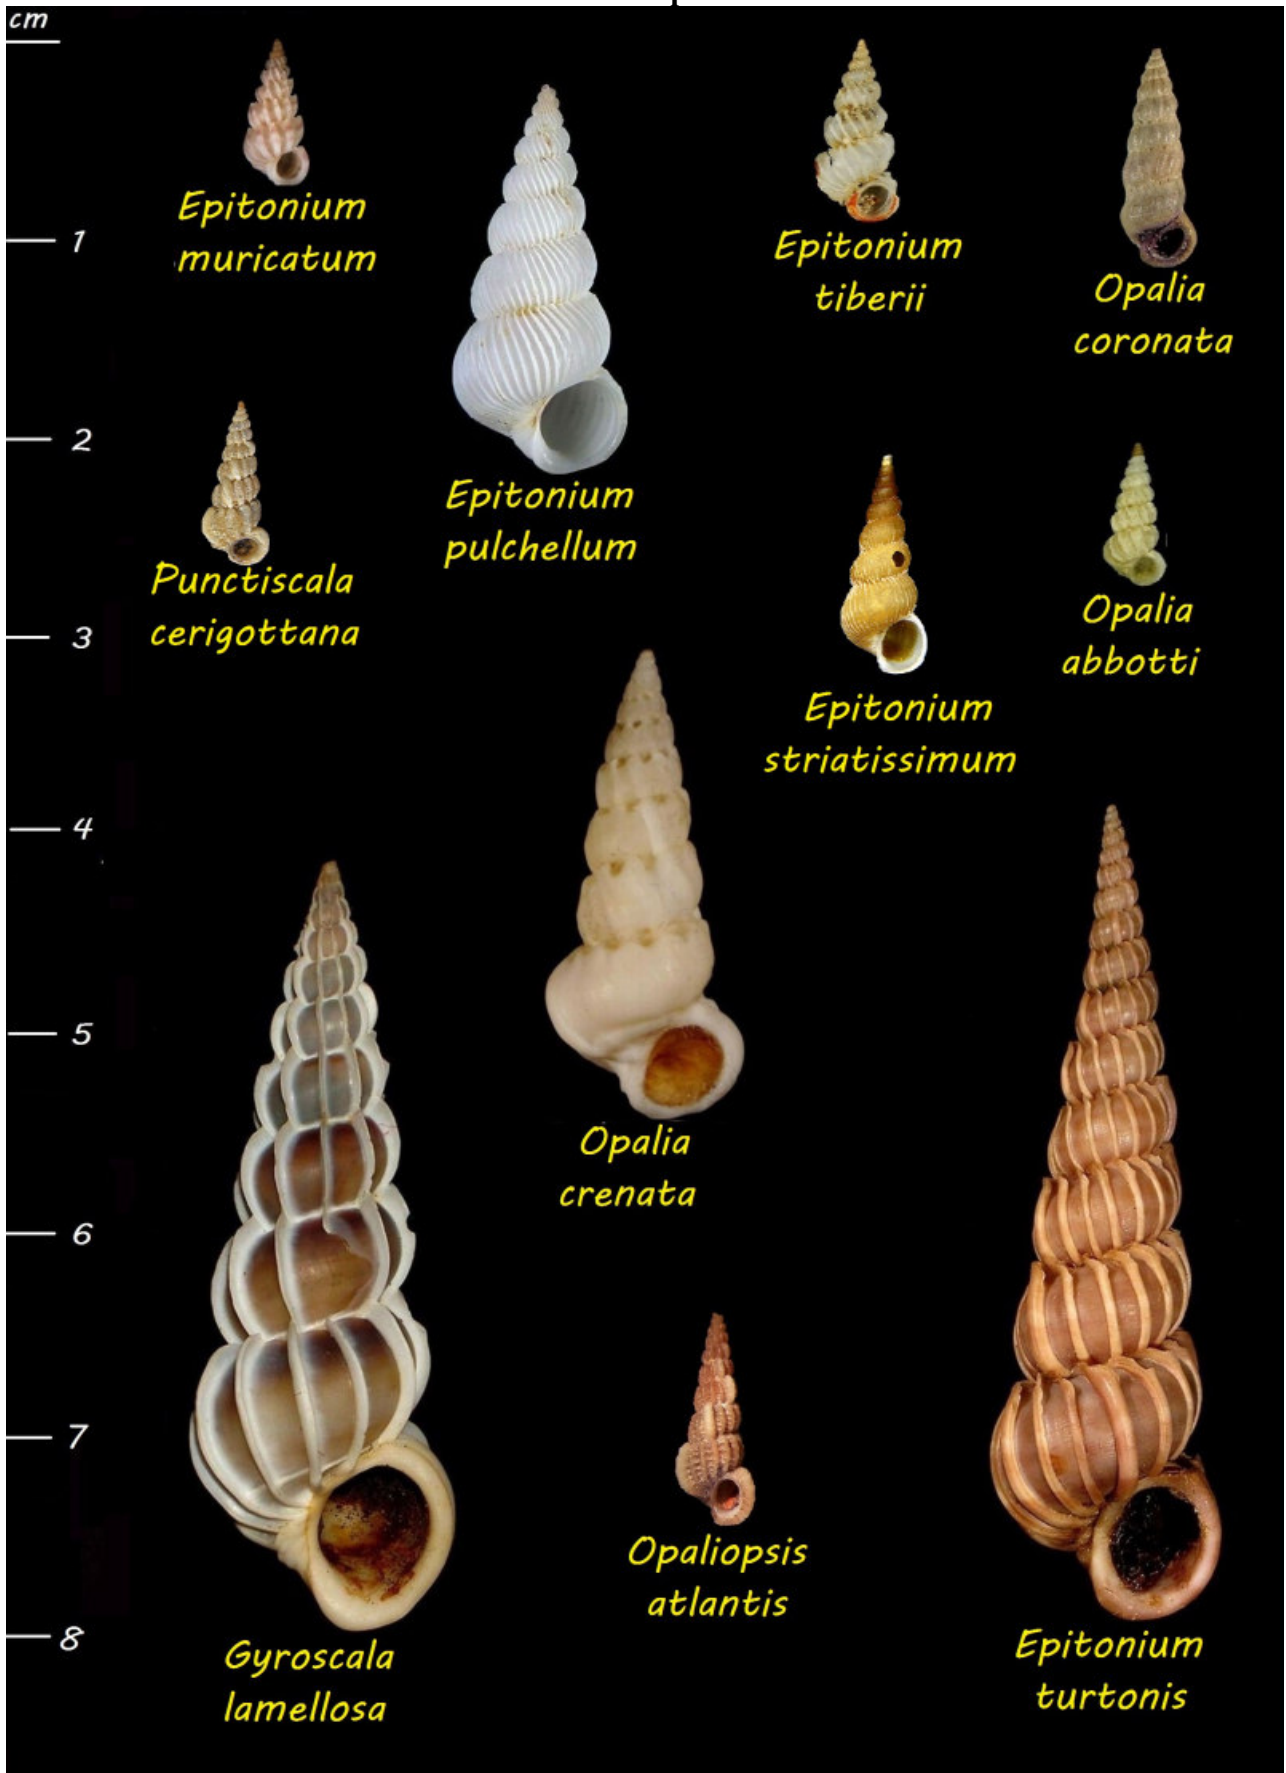 cm
Epitonium
muricatum
Epitonium
tiberii
1
Opalia
coronata
2
Epitonium
pulchellum
Punctiscala
cerigottana
Opalia
abbotti
3
Epitonium
striatissimum
4
5
Opalia
crenata
6
7
Opaliopsis
atlantis
8
Gyroscala
lamellosa
Epitonium
turtonis